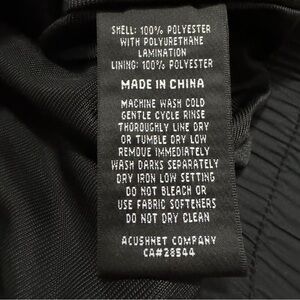 SHELL: 100% POLYESTER
WITH POLYURETHANE
LAMINATION
LINING: 100% POLYESTER
MADE IN CHINA
MACHINE WASH COLD
GENTLE CYCLE RINSE
THOROUGHLY LINE DRY
OR TUMBLE DRY LOW
REMOVE IMMEDIATELY
WASH DARKS SEPARATELY
DRY IRON LOW SETTING
DO NOT BLEACH OR
USE FABRIC SOFTENERS
DO NOT DRY CLEAN
ACUSHNET COMPANY
CA#28544